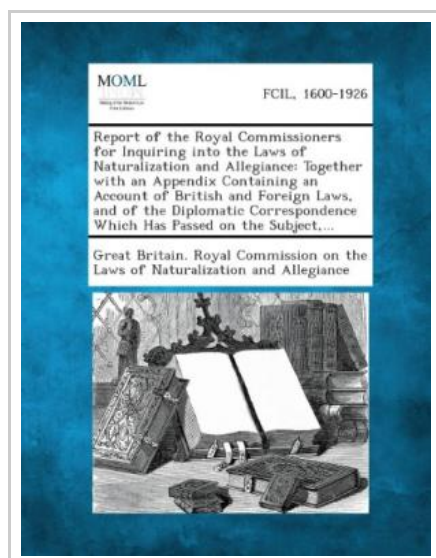 MOML
FCIL, 1600-1926
Report of the Royal Commissioners
for Inquiring into the Laws of
Naturalization and Allegiance: Together
with an Appendix Containing an
Account of British and Foreign Laws,
and of the Diplomatic Correspondence
Which Has Passed on the Subject,...
Great Britain. Royal Commission on the
Laws of Naturalization and Allegiance